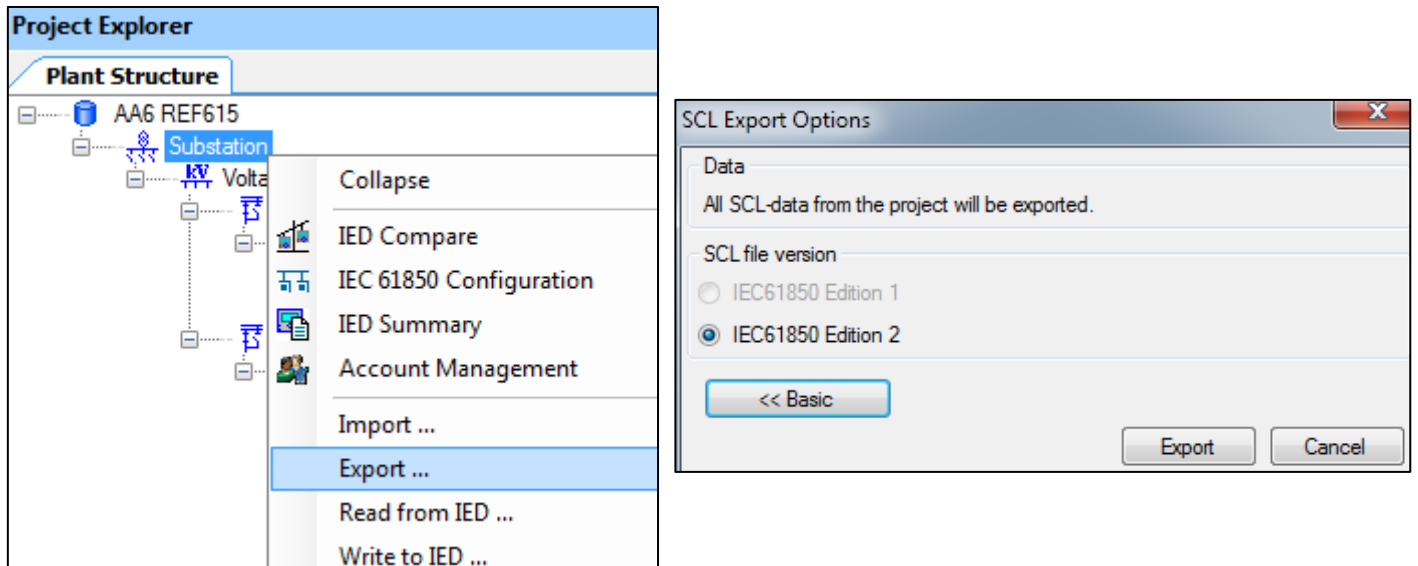 Project Explorer
Plant Structure
AA6 REF615
Substation
kV Volta
Collapse
IED Compare
IEC 61850 Configuration
IED Summary
Account Management
Import ...
Export ...
Read from IED ...
Write to IED ...
SCL Export Options
X
Data
All SCL-data from the project will be exported.
SCL file version
IEC61850 Edition 1
IEC61850 Edition 2
<< Basic
Export Cancel